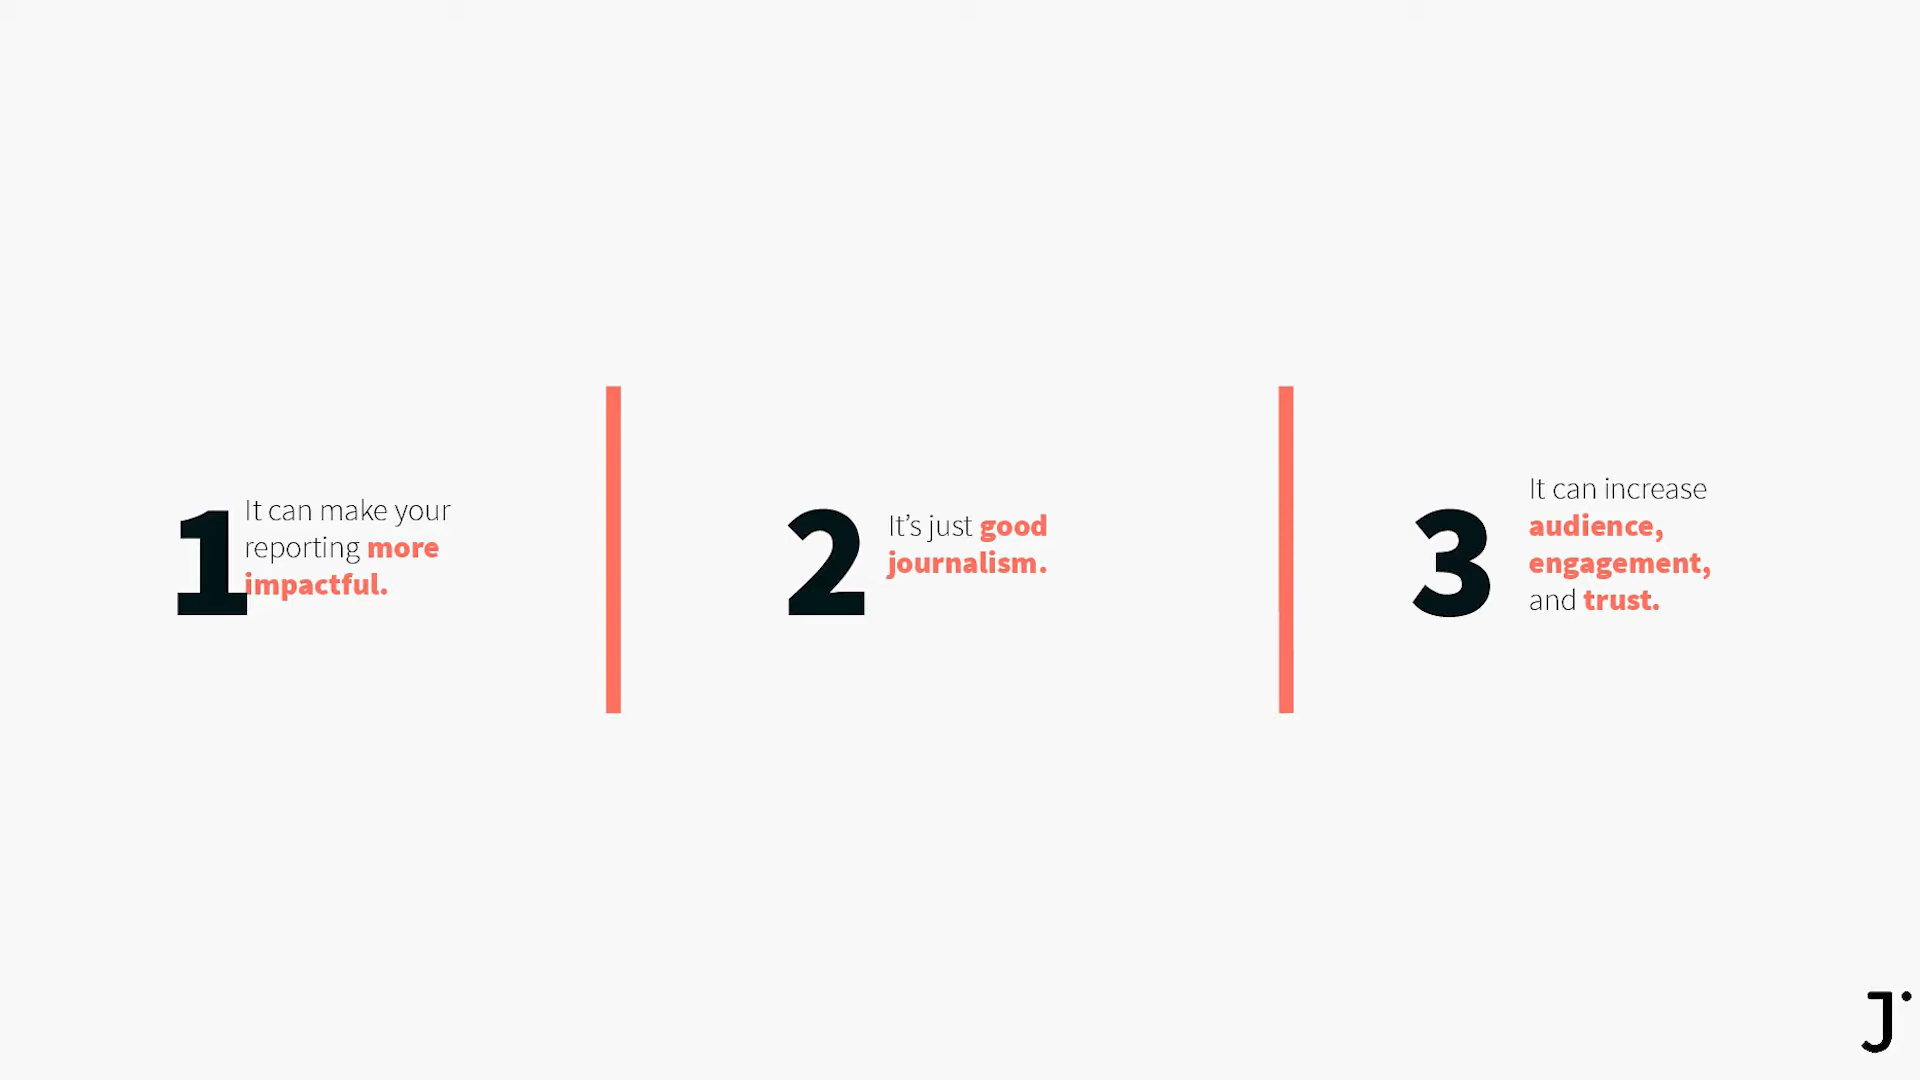 1
It can make your
reporting more
impactful.
2
It’s just good
journalism.
3
It can increase
audience,
engagement,
and trust.
J